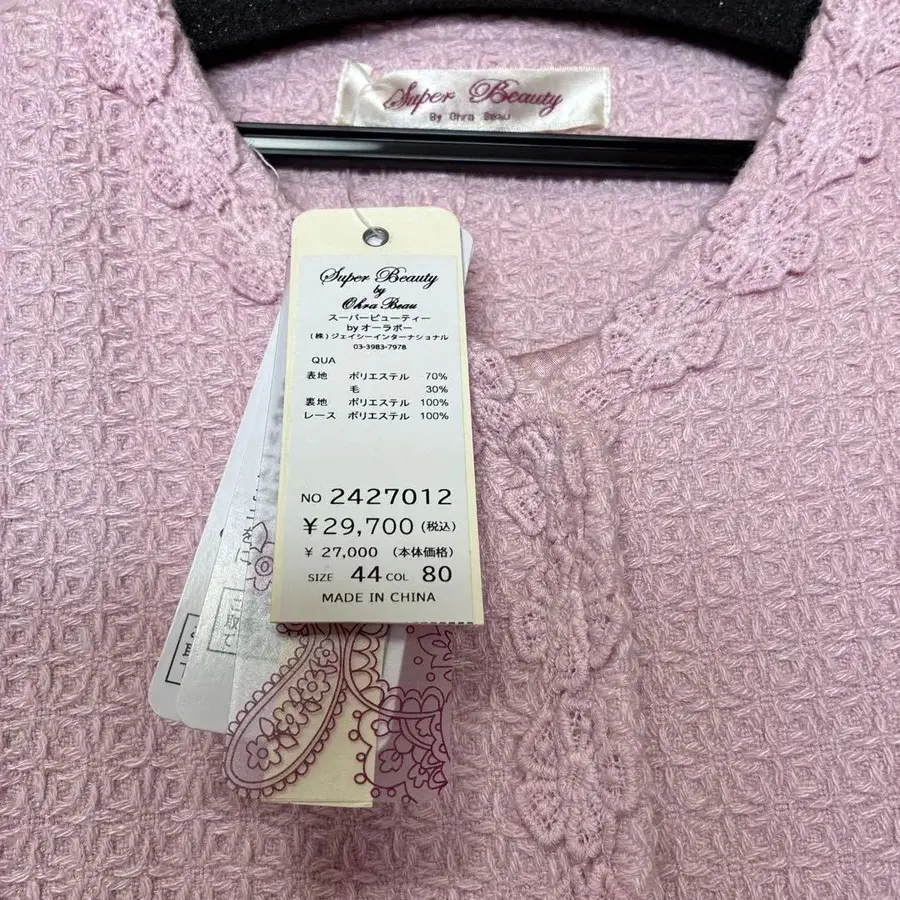 Super Beauty
By Ohra Beau
Super Beauty
by
Ohra Beau
スーパービューティー
by オーラボー
(株)ジェイシーインターナショナル
03-3983-7978
QUA
表地 ポリエステル 70%
毛 30%
裏地 ポリエステル 100%
レース ポリエステル 100%
NO 2427012
¥29,700 (税込)
¥ 27,000 (本体価格)
SIZE 44 COL 80
MADE IN CHINA